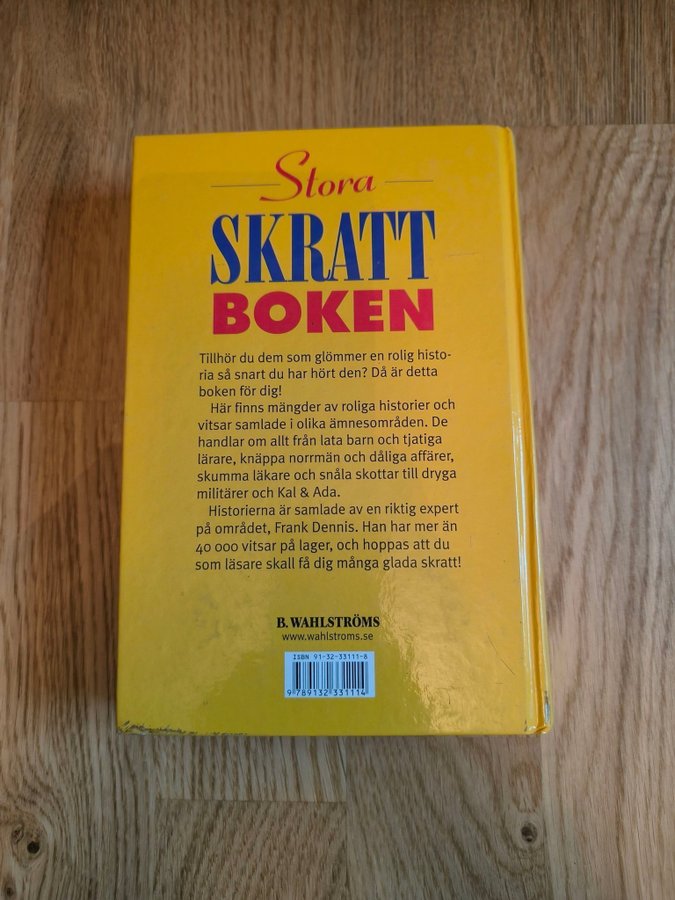 Stora
SKRATT
BOKEN
Tillhör du dem som glömmer en rolig histo-
ria så snart du har hört den? Då är detta
boken för dig!
Här finns mängder av roliga historier och
vitsar samlade i olika ämnesområden. De
handlar om allt från lata barn och tjatiga
lärare, knäppa norrmän och dåliga affärer,
skumma läkare och snåla skottar till dryga
militärer och Kal & Ada.
Historierna är samlade av en riktig expert
på området, Frank Dennis. Han har mer än
40 000 vitsar på lager, och hoppas att du
som läsare skall få dig många glada skratt!
B. WAHLSTRÖMS
www.wahlstroms.se
ISBN 91-32-33111-8
9 789132 331114